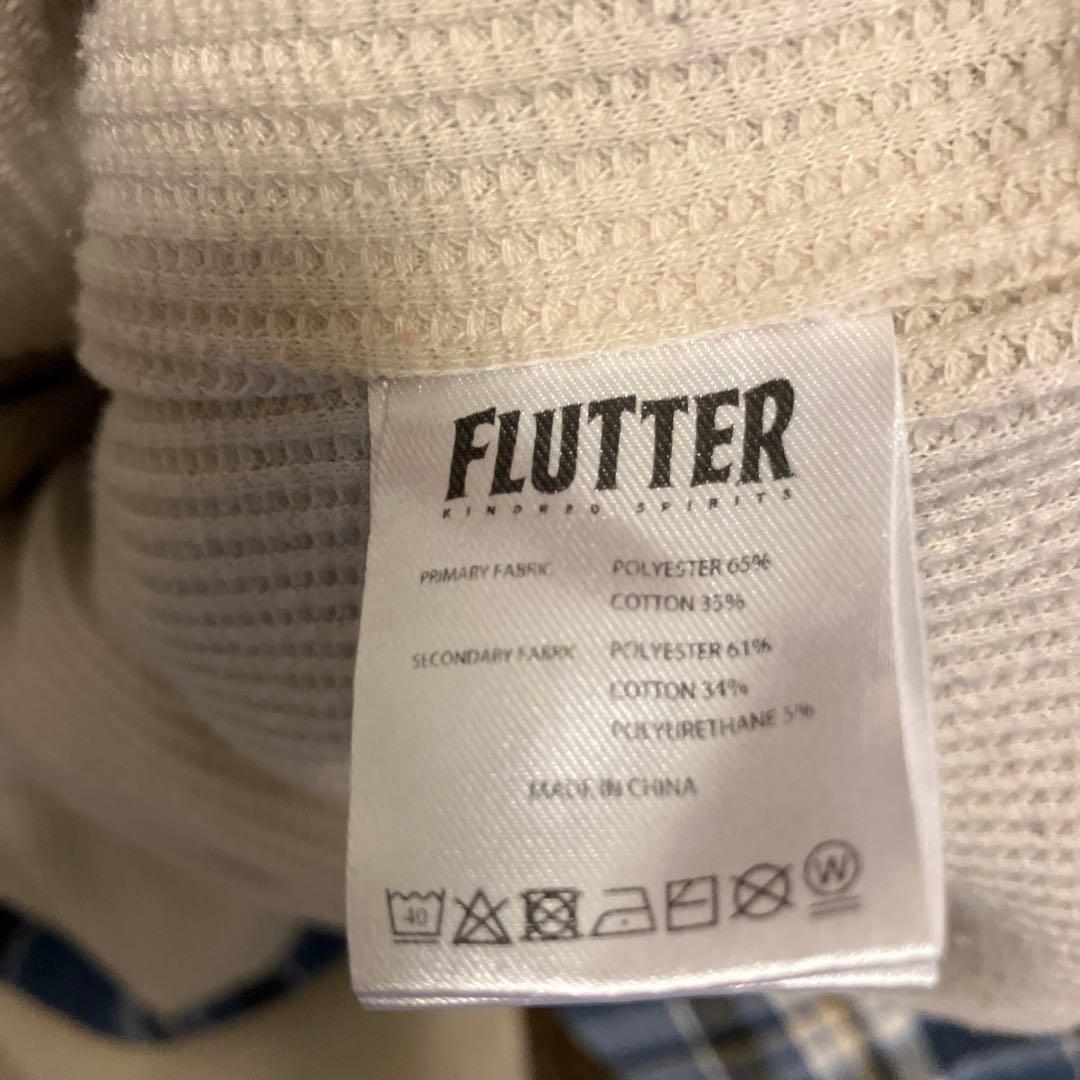 FLUTTER
KINDRED SPIRITS
PRIMARY FABRIC POLYESTER 65%
COTTON 35%
SECONDARY FABRIC POLYESTER 61%
COTTON 34%
POLYURETHANE 5%
MADE IN CHINA
40 W